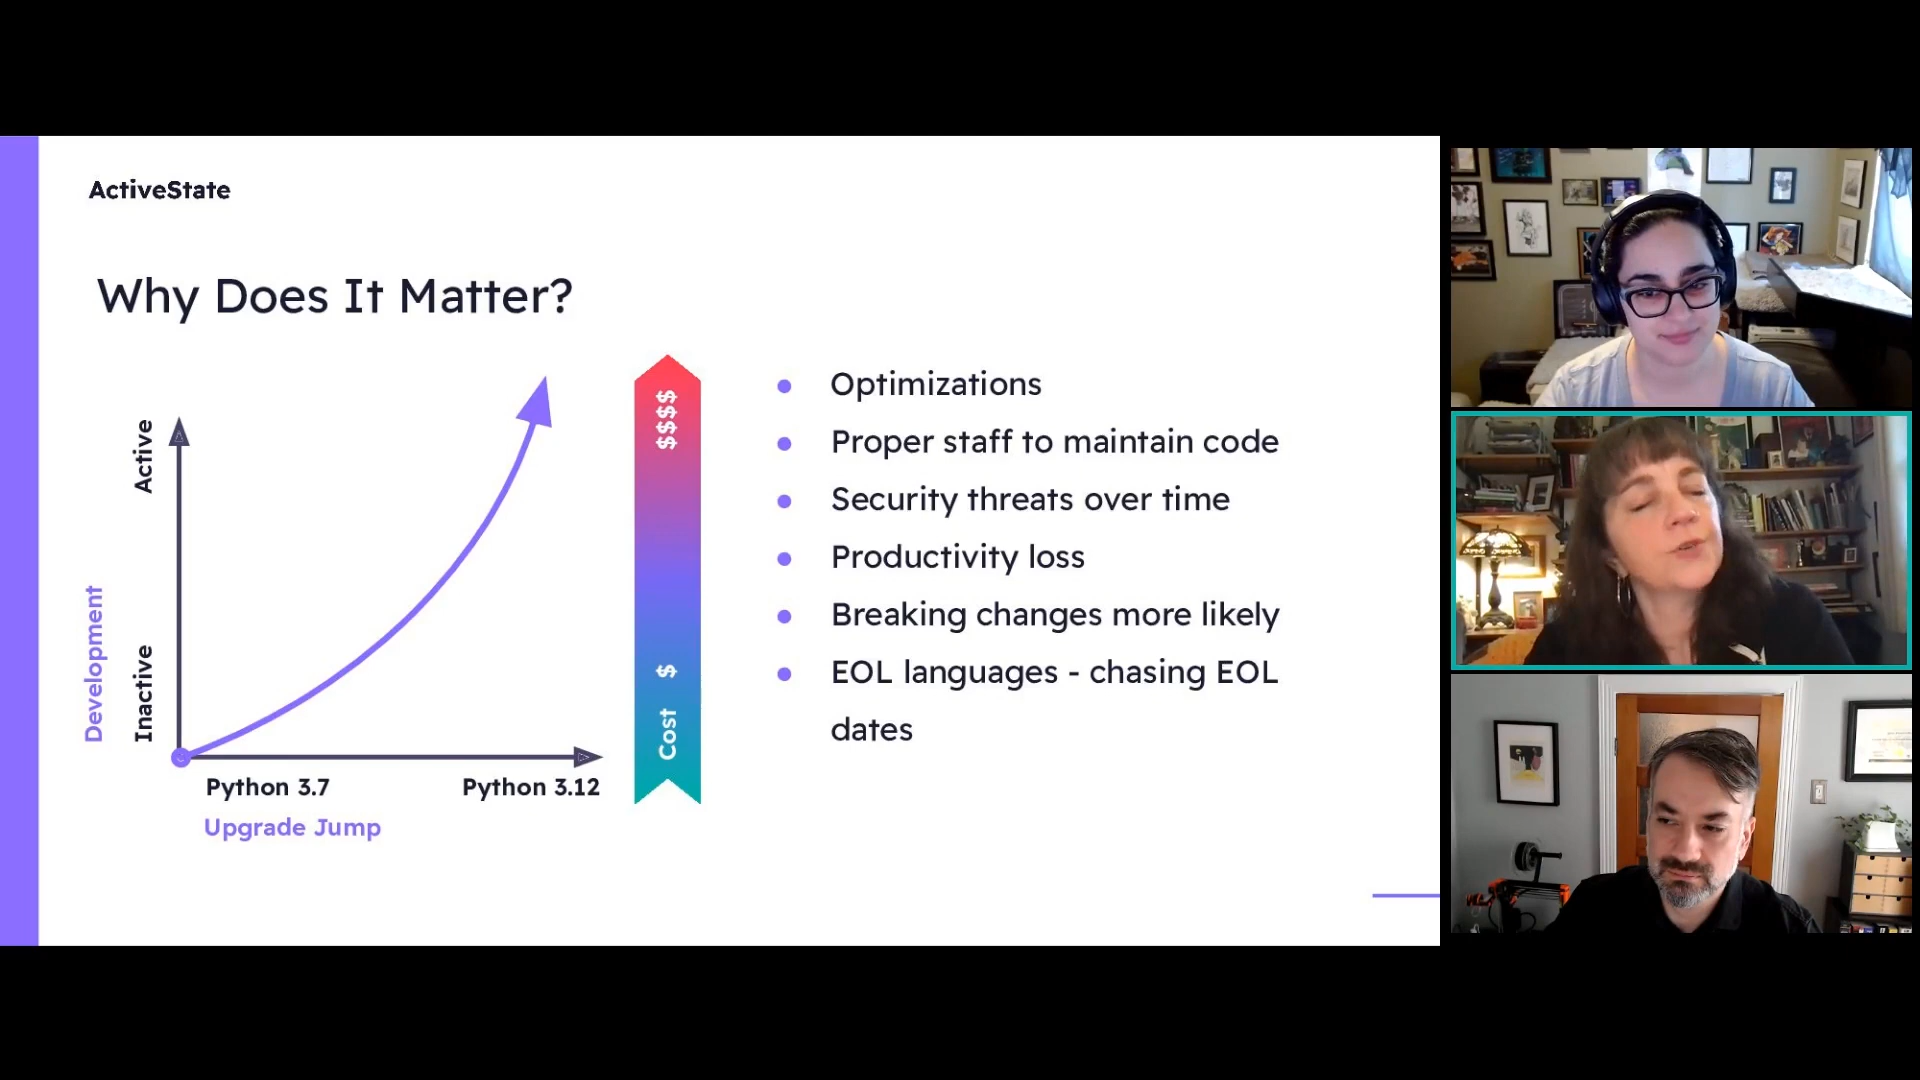 ActiveState
Why Does It Matter?
Active
Inactive
Development
Python 3.7
Python 3.12
Upgrade Jump
$$$$
$
Cost
Optimizations
Proper staff to maintain code
Security threats over time
Productivity loss
Breaking changes more likely
EOL languages - chasing EOL
dates